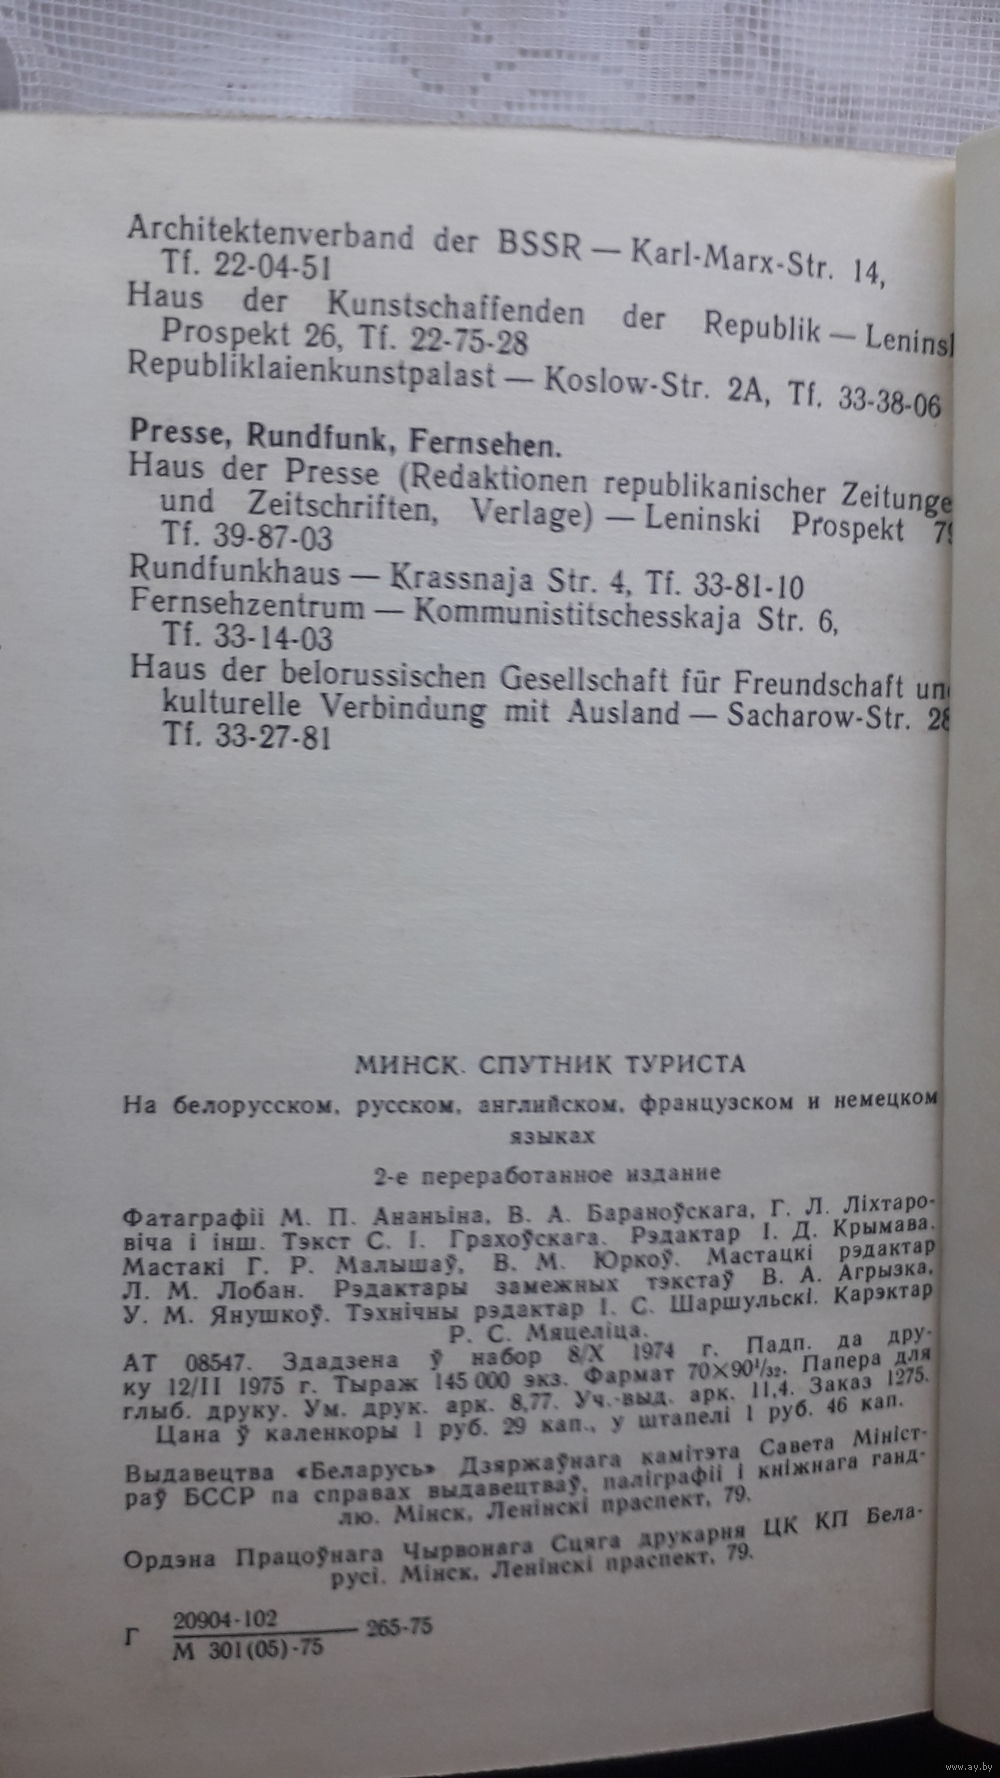 Architektenverband der BSSR — Karl-Marx-Str. 14,
Tf. 22-04-51
Haus der Kunstschaffenden der Republik — Leninsk
Prospekt 26, Tf. 22-75-28
Republiklaienkunstpalast — Koslow-Str. 2A, Tf. 33-38-06
Presse, Rundfunk, Fernsehen.
Haus der Presse (Redaktionen republikanischer Zeitunge
und Zeitschriften, Verlage) — Leninski Prospekt 79
Tf. 39-87-03
Rundfunkhaus — Krassnaja Str. 4, Tf. 33-81-10
Fernsehzentrum — Kommunistitschesskaja Str. 6,
Tf. 33-14-03
Haus der belorussischen Gesellschaft für Freundschaft un
kulturelle Verbindung mit Ausland — Sacharow-Str. 28
Tf. 33-27-81
МИНСК. СПУТНИК ТУРИСТА
На белорусском, русском, английском, французском и немецком
языках
2-е переработанное издание
Фатаграфіі М. П. Ананьіна, В. А. Бараноўскага, Г. Л. Ліхтаро-
віча і інш. Тэкст С. І. Грахоўскага. Рэдактар І. Д. Крымава.
Мастакі Г. Р. Малышаў, В. М. Юркоў. Мастацкі рэдактар
Л. М. Лобан. Рэдактары замежных тэкстаў В. А. Агрызка,
У. М. Янушкоў. Тэхнічны рэдактар І. С. Шаршульскі. Карэктар
Р. С. Мяцеліца.
АТ 08547. Здадзена ў набор 8/X 1974 г. Падп. да дру-
ку 12/II 1975 г. Тыраж 145 000 экз. Фармат 70×90¹/₃₂. Папера для
глыб. друку. Ум. друк. арк. 8,77. Уч.-выд. арк. 11,4. Заказ 1275.
Цана ў каленкоры 1 руб. 29 кап., у штапелі 1 руб. 46 кап.
Выдавецтва «Беларусь» Дзяржаўнага камітэта Савета Мініст-
раў БССР па справах выдавецтваў, паліграфіі і кніжнага ганд-
лю. Мінск, Ленінскі праспект, 79.
Ордэна Працоўнага Чырвонага Сцяга друкарня ЦК КП Бела-
русі. Мінск, Ленінскі праспект, 79.
Г 20904-102 265-75
М 301(05)-75
www.ay.by